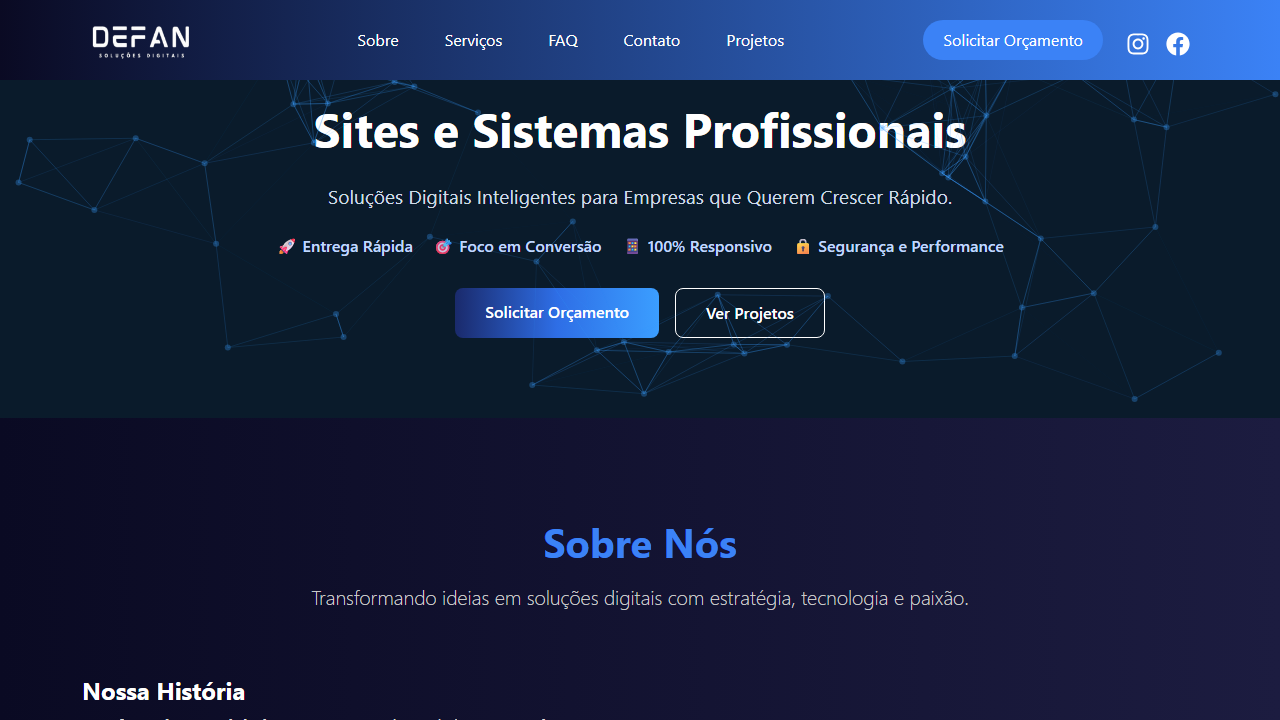 DEFAN
SOLUÇÕES DIGITAIS
Sobre
Serviços
FAQ
Contato
Projetos
Solicitar Orçamento
Sites e Sistemas Profissionais
Soluções Digitais Inteligentes para Empresas que Querem Crescer Rápido.
🚀 Entrega Rápida 🎯 Foco em Conversão 📱 100% Responsivo 🔒 Segurança e Performance
Solicitar Orçamento
Ver Projetos
Sobre Nós
Transformando ideias em soluções digitais com estratégia, tecnologia e paixão.
Nossa História